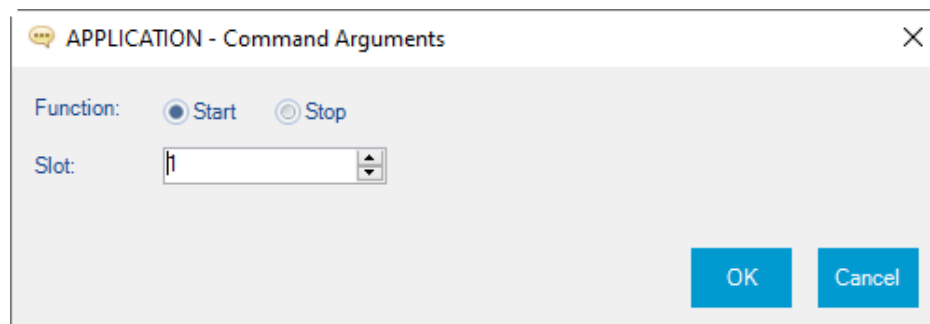 APPLICATION - Command Arguments
Function: Start Stop
Slot: 1
OK Cancel